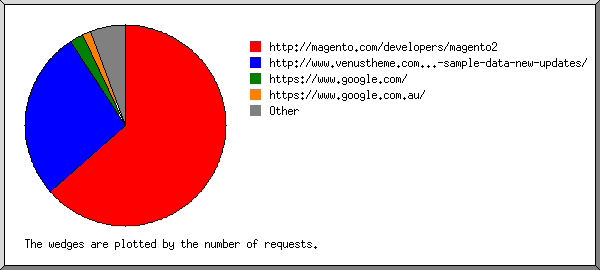 http://magento.com/developers/magento2
http://www.venustheme.com...-sample-data-new-updates/
https://www.google.com/
https://www.google.com.au/
Other
The wedges are plotted by the number of requests.